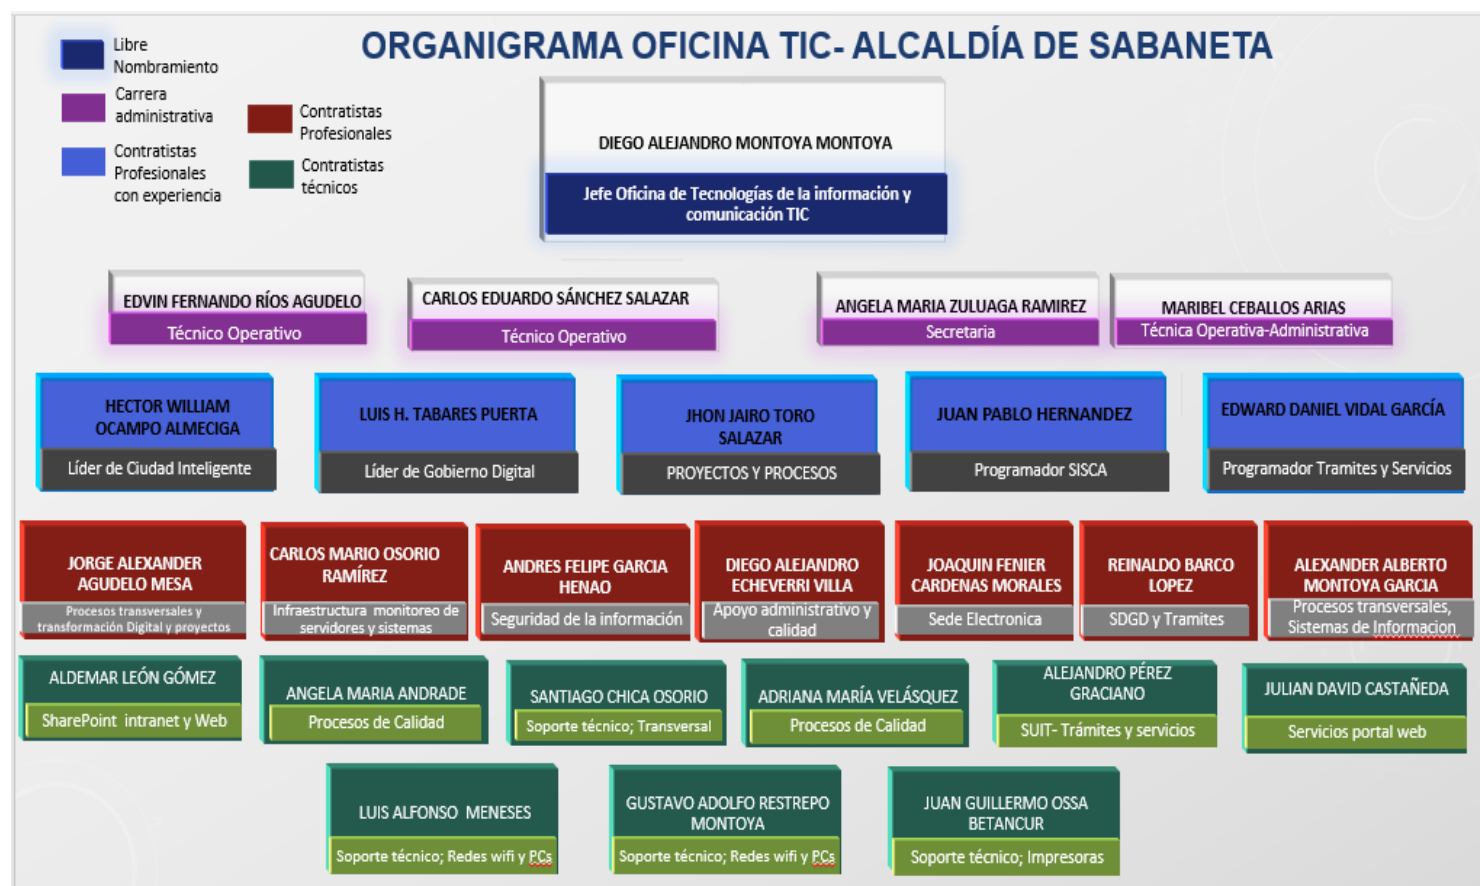 ORGANIGRAMA OFICINA TIC- ALCALDÍA DE SABANETA
Libre
Nombramiento
Carrera
administrativa
Contratistas
Profesionales
con experiencia
Contratistas
Profesionales
Contratistas
técnicos
DIEGO ALEJANDRO MONTOYA MONTOYA
Jefe Oficina de Tecnologías de la información y
comunicación TIC
EDVIN FERNANDO RÍOS AGUDELO
Técnico Operativo
CARLOS EDUARDO SÁNCHEZ SALAZAR
Técnico Operativo
ANGELA MARIA ZULUAGA RAMIREZ
Secretaria
MARIBEL CEBALLOS ARIAS
Técnica Operativa-Administrativa
HECTOR WILLIAM
OCAMPO ALMECIGA
Líder de Ciudad Inteligente
LUIS H. TABARES PUERTA
Líder de Gobierno Digital
JHON JAIRO TORO
SALAZAR
PROYECTOS Y PROCESOS
JUAN PABLO HERNANDEZ
Programador SISCA
EDWARD DANIEL VIDAL GARCÍA
Programador Tramites y Servicios
JORGE ALEXANDER
AGUDELO MESA
Procesos transversales y
transformación Digital y proyectos
CARLOS MARIO OSORIO
RAMÍREZ
Infraestructura monitoreo de
servidores y sistemas
ANDRES FELIPE GARCIA
HENAO
Seguridad de la información
DIEGO ALEJANDRO
ECHEVERRI VILLA
Apoyo administrativo y
calidad
JOAQUIN FENIER
CARDENAS MORALES
Sede Electronica
REINALDO BARCO
LOPEZ
SDGD y Tramites
ALEXANDER ALBERTO
MONTOYA GARCIA
Procesos transversales,
Sistemas de Informacion
ALDEMAR LEÓN GÓMEZ
SharePoint intranet y Web
ANGELA MARIA ANDRADE
Procesos de Calidad
SANTIAGO CHICA OSORIO
Soporte técnico; Transversal
ADRIANA MARÍA VELÁSQUEZ
Procesos de Calidad
ALEJANDRO PÉREZ
GRACIANO
SUIT- Trámites y servicios
JULIAN DAVID CASTAÑEDA
Servicios portal web
LUIS ALFONSO MENESES
Soporte técnico; Redes wifi y PCs
GUSTAVO ADOLFO RESTREPO
MONTOYA
Soporte técnico; Redes wifi y PCs
JUAN GUILLERMO OSSA
BETANCUR
Soporte técnico; Impresoras